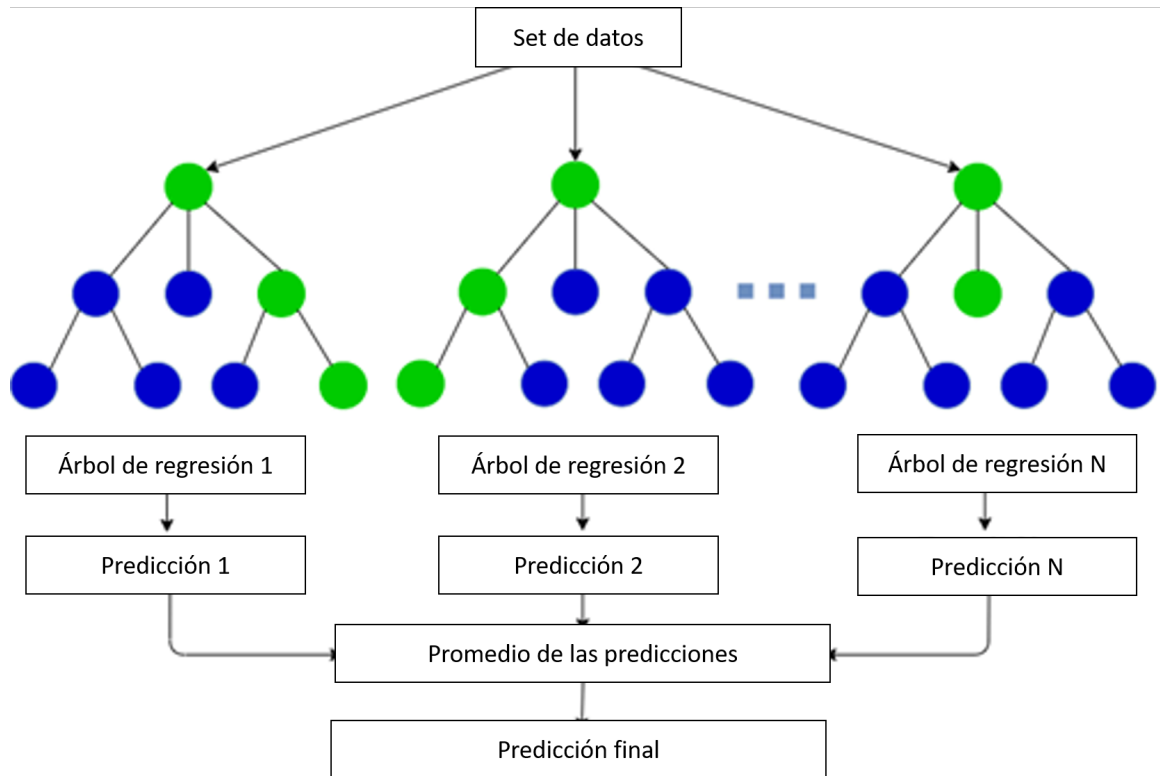 Set de datos
Árbol de regresión 1
Árbol de regresión 2
Árbol de regresión N
Predicción 1
Predicción 2
Predicción N
Promedio de las predicciones
Predicción final